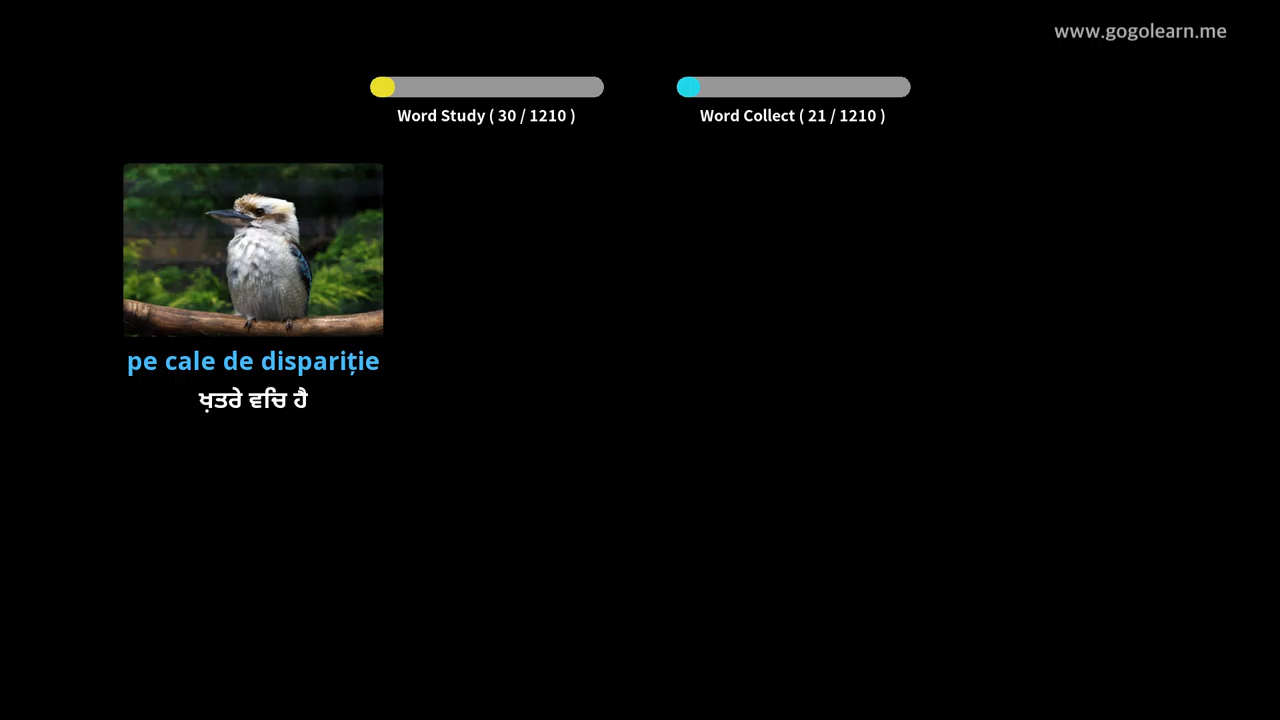 www.gogolearn.me
Word Study ( 30 / 1210 )
Word Collect ( 21 / 1210 )
pe cale de dispariție
ਖ਼ਤਰੇ ਵਿਚ ਹੈ